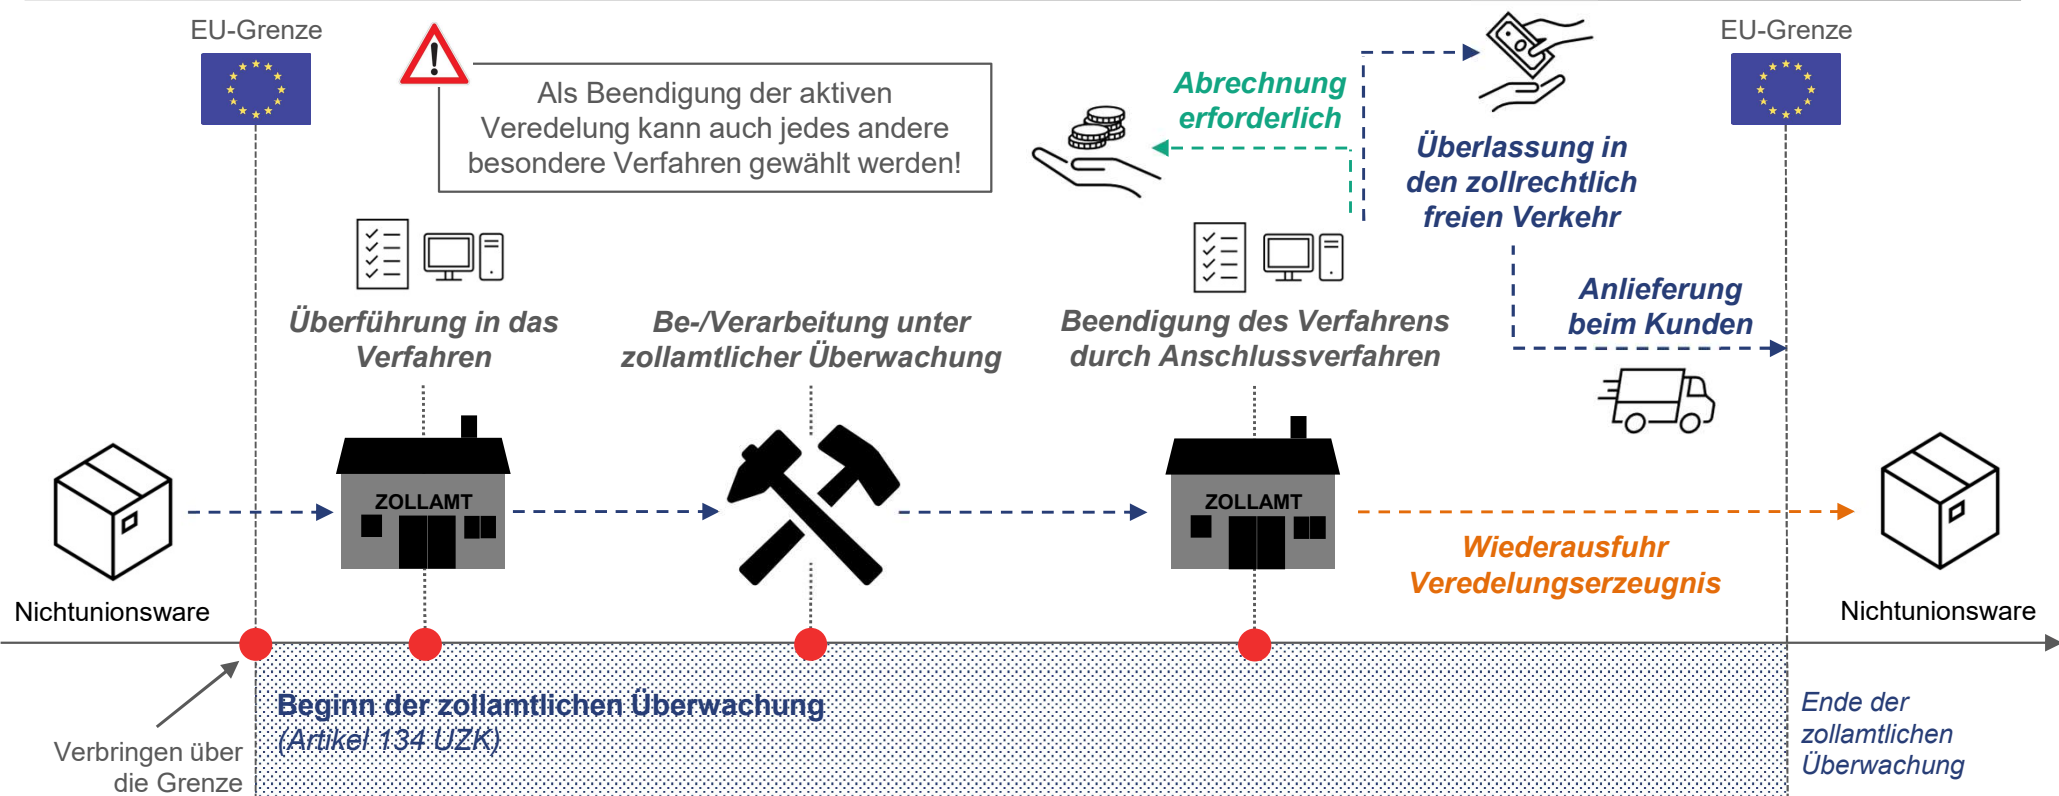 EU-Grenze
EU-Grenze
Als Beendigung der aktiven
Veredelung kann auch jedes andere
besondere Verfahren gewählt werden!
Abrechnung
erforderlich
Überlassung in
den zollrechtlich
freien Verkehr
Anlieferung
beim Kunden
Überführung in das
Verfahren
Be-/Verarbeitung unter
zollamtlicher Überwachung
Beendigung des Verfahrens
durch Anschlussverfahren
ZOLLAMT
ZOLLAMT
Wiederausfuhr
Veredelungserzeugnis
Nichtunionsware
Nichtunionsware
Beginn der zollamtlichen Überwachung
(Artikel 134 UZK)
Verbringen über
die Grenze
Ende der
zollamtlichen
Überwachung